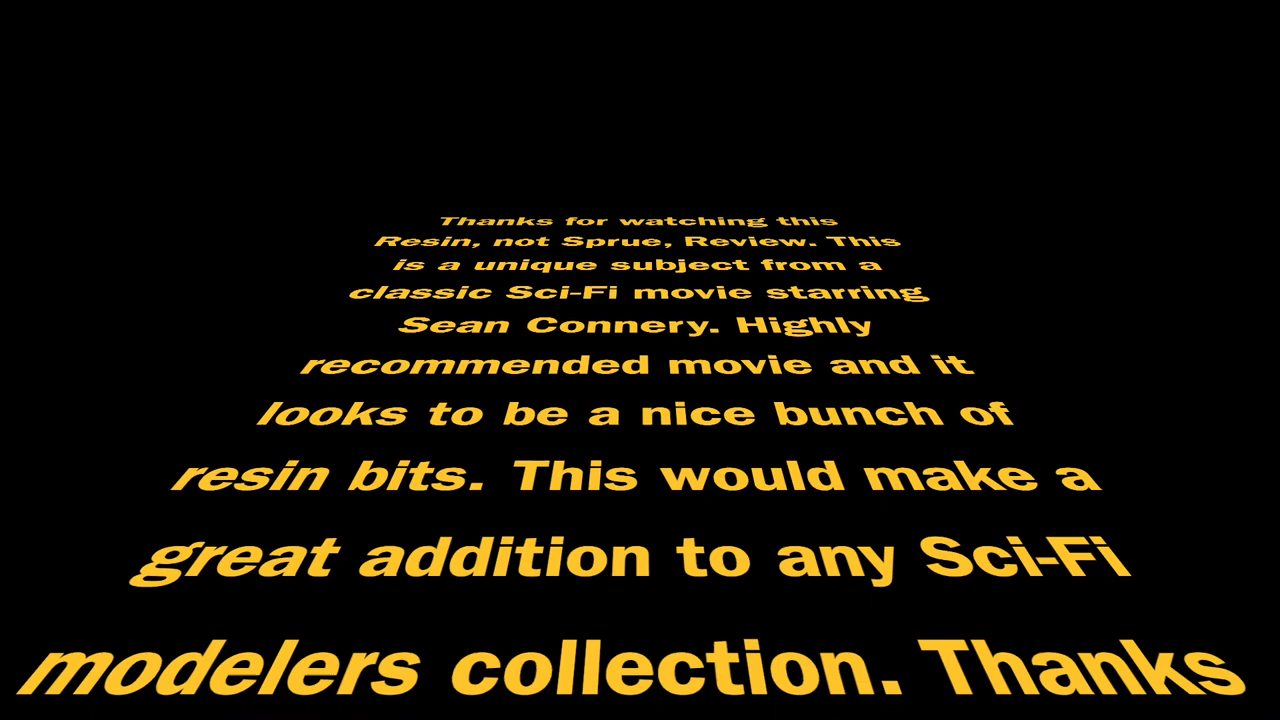 Thanks for watching this
Resin, not Sprue, Review. This
is a unique subject from a
classic Sci-Fi movie starring
Sean Connery. Highly
recommended movie and it
looks to be a nice bunch of
resin bits. This would make a
great addition to any Sci-Fi
modelers collection. Thanks